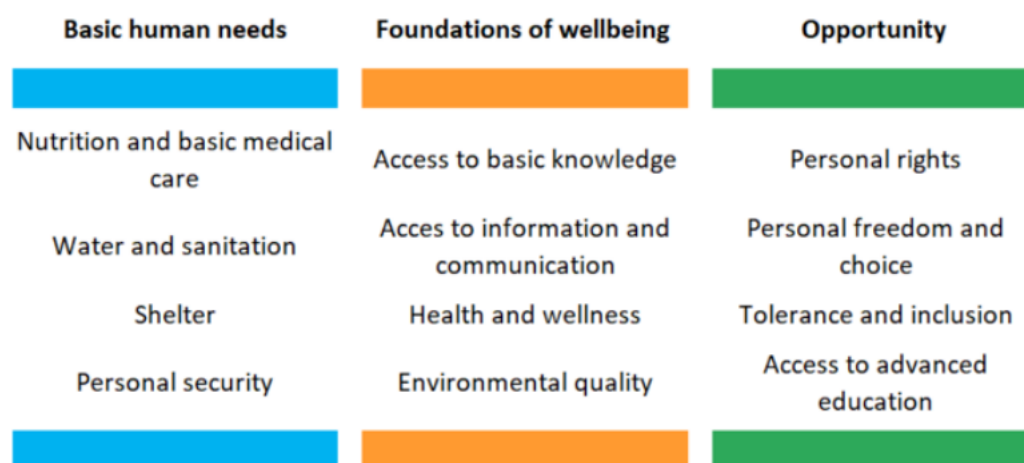 Basic human needs
Foundations of wellbeing
Opportunity
Nutrition and basic medical
care
Access to basic knowledge
Personal rights
Water and sanitation
Acces to information and
communication
Personal freedom and
choice
Shelter
Health and wellness
Tolerance and inclusion
Personal security
Environmental quality
Access to advanced
education